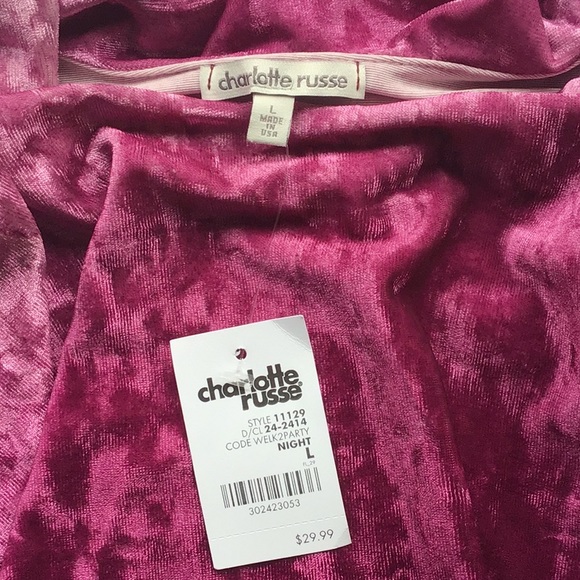 charlotte russe
L
MADE
IN
USA
charlotte
russe®
STYLE 11129
D/CL 24-2414
CODE WELK2PARTY
NIGHT
L
302423053
$29.99